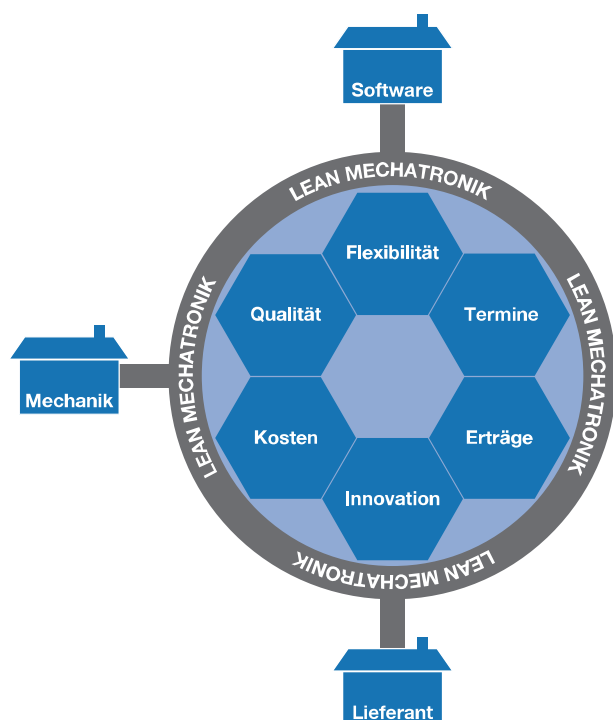 Software
LEAN MECHATRONIK
Flexibilität
Qualität
Termine
LEAN MECHATRONIK
LEAN MECHATRONIK
Mechanik
Kosten
Erträge
Innovation
LEAN MECHATRONIK
Lieferant